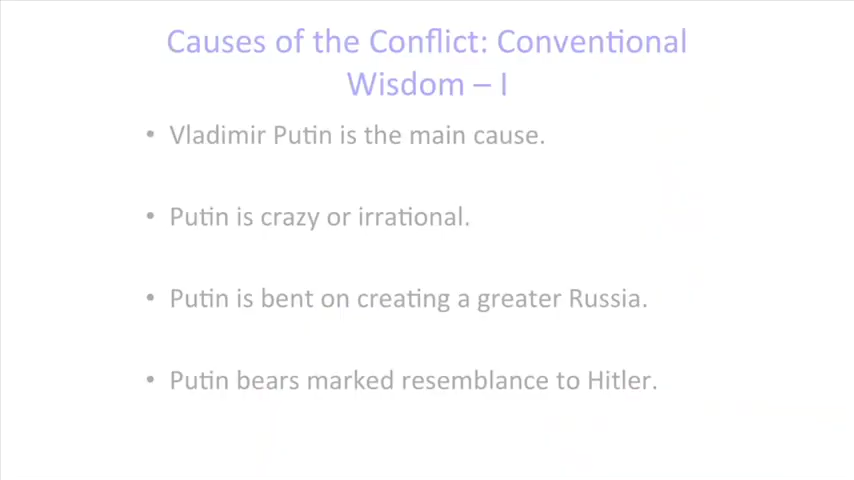 Causes of the Conflict: Conventional
Wisdom – I
• Vladimir Putin is the main cause.
• Putin is crazy or irrational.
• Putin is bent on creating a greater Russia.
• Putin bears marked resemblance to Hitler.